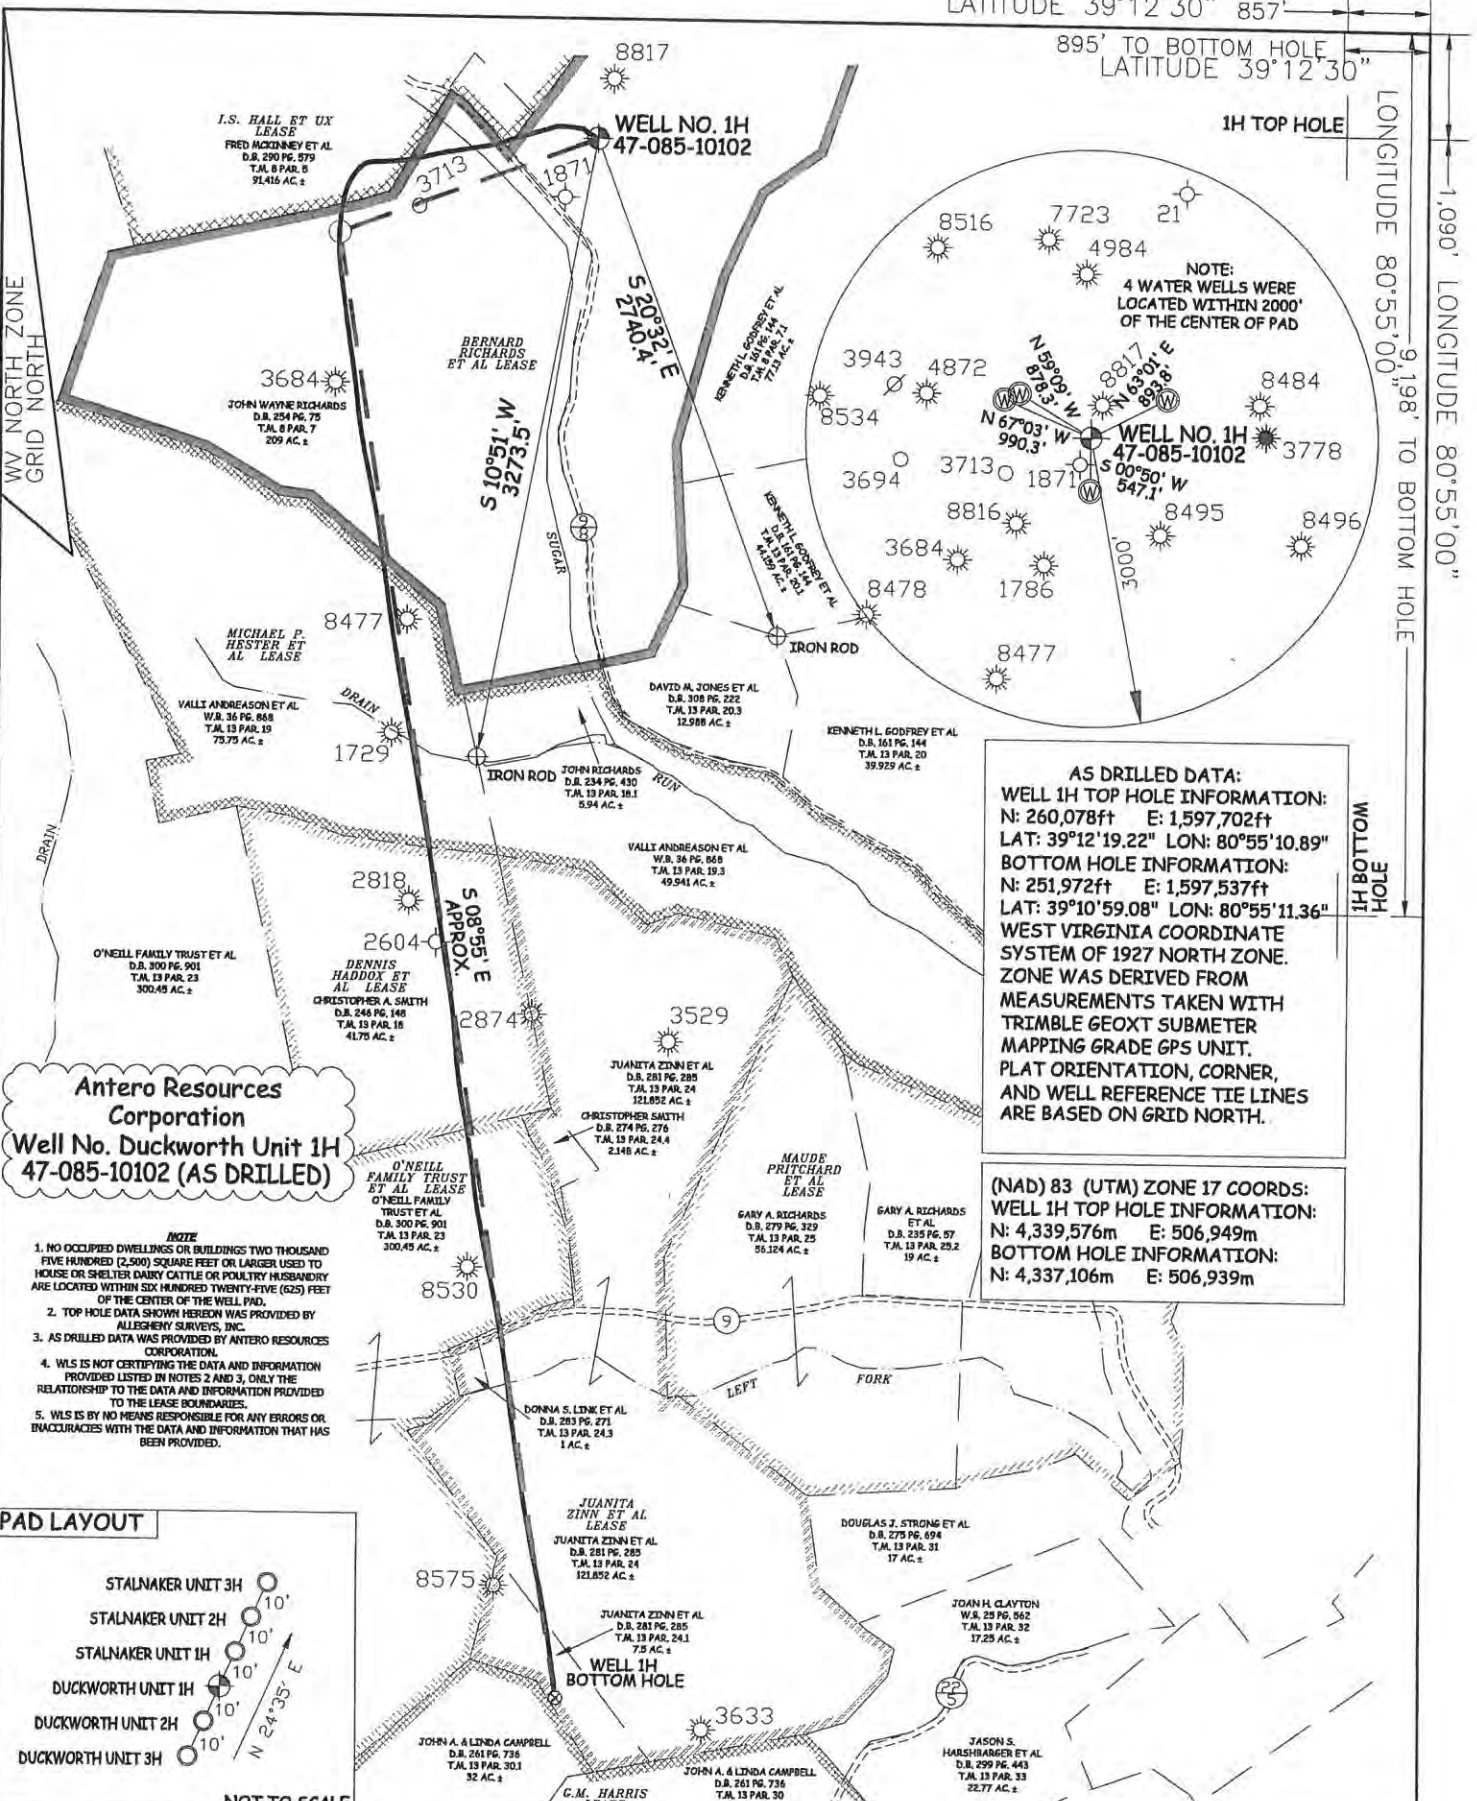 LATITUDE 39°12'30" 857'
895' TO BOTTOM HOLE
LATITUDE 39°12'30"
1H TOP HOLE
LONGITUDE 80°55'00"
9,198' TO BOTTOM HOLE
1,090' LONGITUDE 80°55'00"
1H BOTTOM
HOLE
WV NORTH ZONE
GRID NORTH
8817
WELL NO. 1H
47-085-10102
I.S. HALL ET UX
LEASE
FRED MCKINNEY ET AL
D.B. 290 PG. 579
T.M. 8 PAR. 8
91.416 AC. ±
3713
1871
S 20°32' E
2740.4'
KENNETH L. GODFREY ET AL
D.B. 161 PG. 144
T.M. 8 PAR. 7.1
77.13 AC. ±
BERNARD
RICHARDS
ET AL LEASE
3684
JOHN WAYNE RICHARDS
D.B. 254 PG. 75
T.M. 8 PAR. 7
209 AC. ±
S 10°51' W
3273.5'
SUGAR
9
8
KENNETH L. GODFREY ET AL
D.B. 161 PG. 144
T.M. 13 PAR. 20.1
44.159 AC. ±
IRON ROD
8516
7723
21
4984
NOTE:
4 WATER WELLS WERE
LOCATED WITHIN 2000'
OF THE CENTER OF PAD
3943
4872
8534
N 59°09' W
878.3'
8817
N 63°01' E
893.8'
8484
N 67°03' W
990.3'
WELL NO. 1H
47-085-10102
3778
3694
3713
1871
S 00°50' W
547.1'
8816
8495
8496
3684
1786
3000'
8478
8477
8477
MICHAEL P.
HESTER ET
AL LEASE
VALLI ANDREASON ET AL
W.B. 36 PG. 868
T.M. 13 PAR. 19
75.75 AC. ±
DRAIN
1729
IRON ROD
JOHN RICHARDS
D.B. 234 PG. 430
T.M. 13 PAR. 18.1
5.94 AC. ±
RUN
DAVID M. JONES ET AL
D.B. 308 PG. 222
T.M. 13 PAR. 20.3
12.988 AC. ±
KENNETH L. GODFREY ET AL
D.B. 161 PG. 144
T.M. 13 PAR. 20
39.929 AC. ±
DRAIN
VALLI ANDREASON ET AL
W.B. 36 PG. 868
T.M. 13 PAR. 19.3
49.941 AC. ±
AS DRILLED DATA:
WELL 1H TOP HOLE INFORMATION:
N: 260,078ft E: 1,597,702ft
LAT: 39°12'19.22" LON: 80°55'10.89"
BOTTOM HOLE INFORMATION:
N: 251,972ft E: 1,597,537ft
LAT: 39°10'59.08" LON: 80°55'11.36"
WEST VIRGINIA COORDINATE
SYSTEM OF 1927 NORTH ZONE.
ZONE WAS DERIVED FROM
MEASUREMENTS TAKEN WITH
TRIMBLE GEOXT SUBMETER
MAPPING GRADE GPS UNIT.
PLAT ORIENTATION, CORNER,
AND WELL REFERENCE TIE LINES
ARE BASED ON GRID NORTH.
2818
S 08°55' E
APPROX.
2604
O'NEILL FAMILY TRUST ET AL
D.B. 300 PG. 901
T.M. 13 PAR. 23
300.45 AC. ±
DENNIS
HADDOX ET
AL LEASE
CHRISTOPHER A. SMITH
D.B. 246 PG. 148
T.M. 13 PAR. 18
41.75 AC. ±
2874
3529
JUANITA ZINN ET AL
D.B. 281 PG. 285
T.M. 13 PAR. 24
121.852 AC. ±
CHRISTOPHER SMITH
D.B. 274 PG. 276
T.M. 13 PAR. 24.4
2.148 AC. ±
Antero Resources
Corporation
Well No. Duckworth Unit 1H
47-085-10102 (AS DRILLED)
O'NEILL
FAMILY TRUST
ET AL LEASE
O'NEILL FAMILY
TRUST ET AL
D.B. 300 PG. 901
T.M. 13 PAR. 23
300.45 AC. ±
8530
MAUDE
PRITCHARD
ET AL
LEASE
GARY A. RICHARDS
D.B. 279 PG. 329
T.M. 13 PAR. 25
56.124 AC. ±
GARY A. RICHARDS
ET AL
D.B. 235 PG. 57
T.M. 13 PAR. 25.2
19 AC. ±
(NAD) 83 (UTM) ZONE 17 COORDS:
WELL 1H TOP HOLE INFORMATION:
N: 4,339,576m E: 506,949m
BOTTOM HOLE INFORMATION:
N: 4,337,106m E: 506,939m
NOTE
1. NO OCCUPIED DWELLINGS OR BUILDINGS TWO THOUSAND
FIVE HUNDRED (2,500) SQUARE FEET OR LARGER USED TO
HOUSE OR SHELTER DAIRY CATTLE OR POULTRY HUSBANDRY
ARE LOCATED WITHIN SIX HUNDRED TWENTY-FIVE (625) FEET
OF THE CENTER OF THE WELL PAD.
2. TOP HOLE DATA SHOWN HEREON WAS PROVIDED BY
ALLEGHENY SURVEYS, INC.
3. AS DRILLED DATA WAS PROVIDED BY ANTERO RESOURCES
CORPORATION.
4. WLS IS NOT CERTIFYING THE DATA AND INFORMATION
PROVIDED LISTED IN NOTES 2 AND 3, ONLY THE
RELATIONSHIP TO THE DATA AND INFORMATION PROVIDED
TO THE LEASE BOUNDARIES.
5. WLS IS BY NO MEANS RESPONSIBLE FOR ANY ERRORS OR
INACCURACIES WITH THE DATA AND INFORMATION THAT HAS
BEEN PROVIDED.
9
LEFT
FORK
DONNA S. LINK ET AL
D.B. 283 PG. 271
T.M. 13 PAR. 24.3
1 AC. ±
JUANITA
ZINN ET AL
LEASE
JUANITA ZINN ET AL
D.B. 281 PG. 285
T.M. 13 PAR. 24
121.852 AC. ±
8575
JUANITA ZINN ET AL
D.B. 281 PG. 285
T.M. 13 PAR. 24.1
7.5 AC. ±
WELL 1H
BOTTOM HOLE
DOUGLAS J. STRONG ET AL
D.B. 275 PG. 694
T.M. 13 PAR. 31
17 AC. ±
JOAN H. CLAYTON
W.B. 25 PG. 562
T.M. 13 PAR. 32
17.25 AC. ±
22
5
3633
PAD LAYOUT
STALNAKER UNIT 3H
10'
STALNAKER UNIT 2H
10'
STALNAKER UNIT 1H
10'
DUCKWORTH UNIT 1H
10'
DUCKWORTH UNIT 2H
10'
DUCKWORTH UNIT 3H
N 24°35' E
NOT TO SCALE
JOHN A. & LINDA CAMPBELL
D.B. 261 PG. 736
T.M. 13 PAR. 30.1
32 AC. ±
G.M. HARRIS
JOHN A. & LINDA CAMPBELL
D.B. 261 PG. 736
T.M. 13 PAR. 30
JASON S.
HARSHBARGER ET AL
D.B. 299 PG. 443
T.M. 13 PAR. 33
22.77 AC. ±